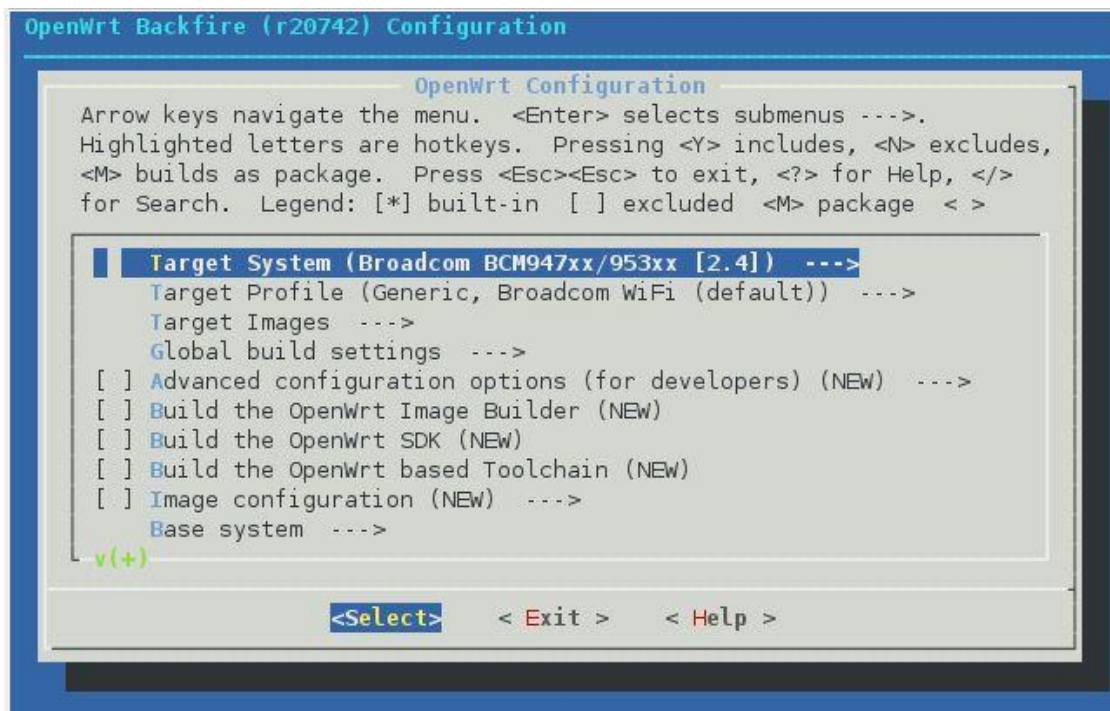 OpenWrt Backfire (r20742) Configuration
OpenWrt Configuration
Arrow keys navigate the menu.  <Enter> selects submenus --->.
Highlighted letters are hotkeys.  Pressing <Y> includes, <N> excludes,
<M> builds as package.  Press <Esc><Esc> to exit, <?> for Help, </>
for Search.  Legend: [*] built-in  [ ] excluded  <M> package  < >
Target System (Broadcom BCM947xx/953xx [2.4])  --->
Target Profile (Generic, Broadcom WiFi (default))  --->
Target Images  --->
Global build settings  --->
[ ] Advanced configuration options (for developers) (NEW)  --->
[ ] Build the OpenWrt Image Builder (NEW)
[ ] Build the OpenWrt SDK (NEW)
[ ] Build the OpenWrt based Toolchain (NEW)
[ ] Image configuration (NEW)  --->
Base system  --->
v(+)
<Select>    < Exit >    < Help >